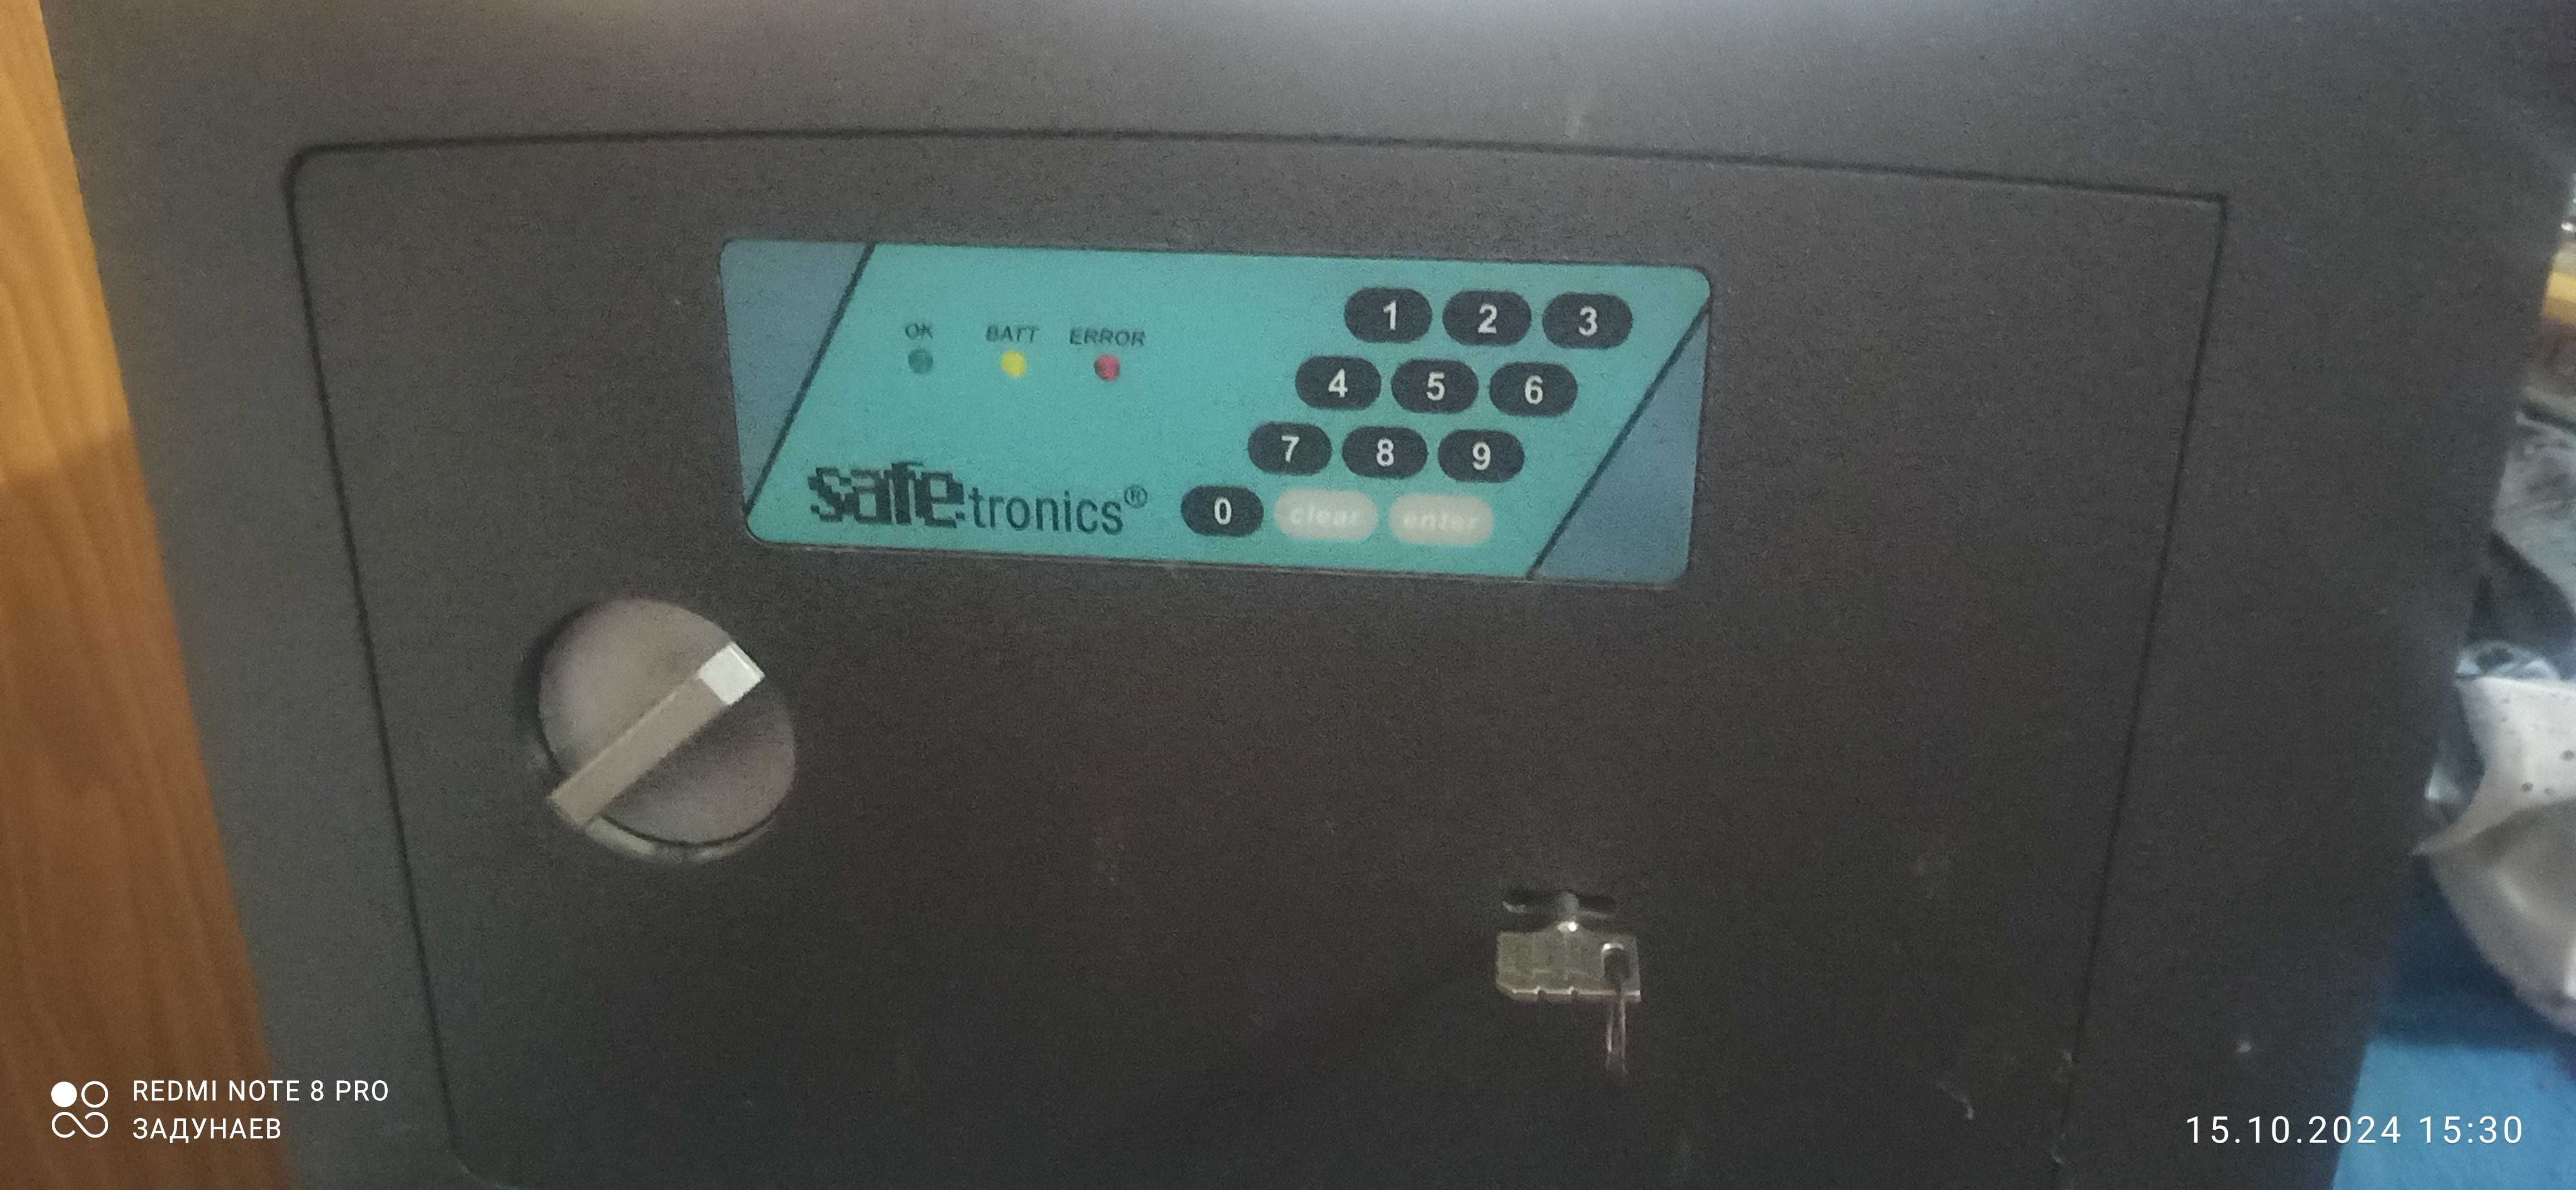 OK BATT ERROR
1 2 3
4 5 6
7 8 9
safetronics®
0 clear enter
REDMI NOTE 8 PRO
ЗАДУНАЕВ
15.10.2024 15:30